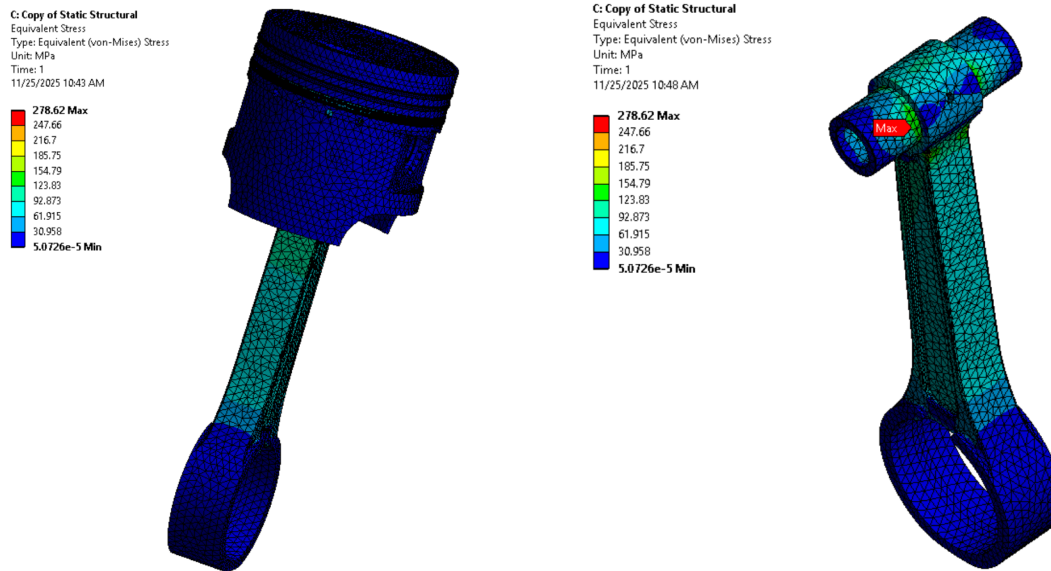 C: Copy of Static Structural
Equivalent Stress
Type: Equivalent (von-Mises) Stress
Unit: MPa
Time: 1
11/25/2025 10:43 AM
278.62 Max
247.66
216.7
185.75
154.79
123.83
92.873
61.915
30.958
5.0726e-5 Min
C: Copy of Static Structural
Equivalent Stress
Type: Equivalent (von-Mises) Stress
Unit: MPa
Time: 1
11/25/2025 10:48 AM
278.62 Max
247.66
216.7
185.75
154.79
123.83
92.873
61.915
30.958
5.0726e-5 Min
Max